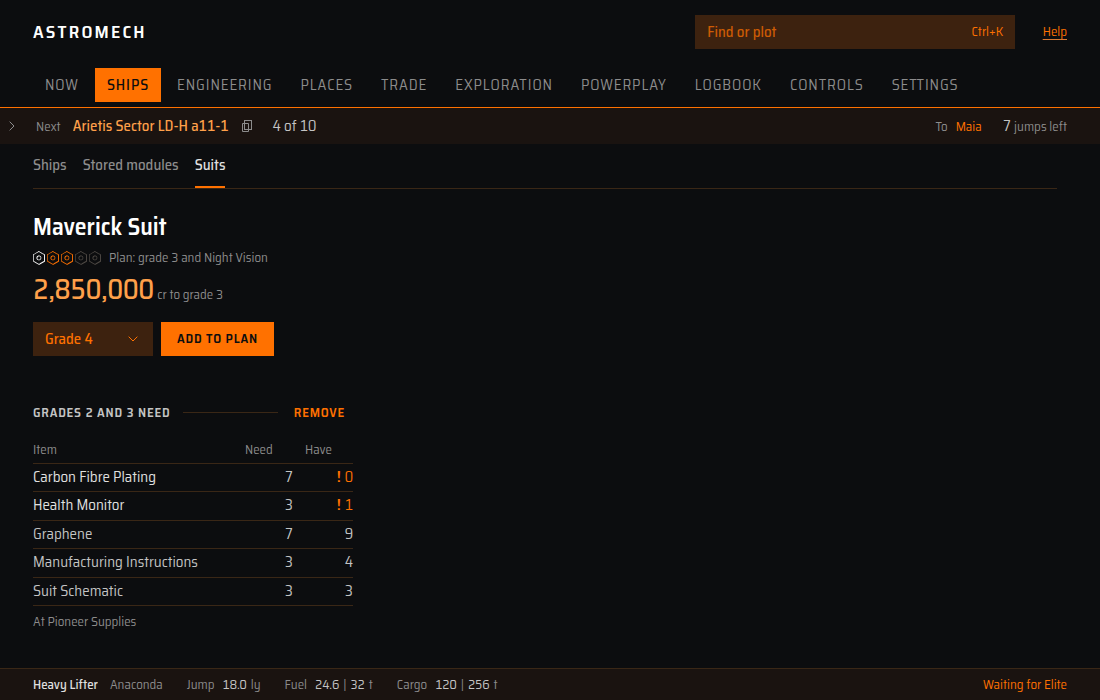 ASTROMECH
Find or plot Ctrl+K Help
NOW SHIPS ENGINEERING PLACES TRADE EXPLORATION POWERPLAY LOGBOOK CONTROLS SETTINGS
Next Arietis Sector LD-H a11-1 4 of 10 To Maia 7 jumps left
Ships Stored modules Suits
Maverick Suit
Plan: grade 3 and Night Vision
2,850,000 cr to grade 3
Grade 4 ADD TO PLAN
GRADES 2 AND 3 NEED REMOVE
Item Need Have
Carbon Fibre Plating 7 ! 0
Health Monitor 3 ! 1
Graphene 7 9
Manufacturing Instructions 3 4
Suit Schematic 3 3
At Pioneer Supplies
Heavy Lifter Anaconda Jump 18.0 ly Fuel 24.6 | 32 t Cargo 120 | 256 t Waiting for Elite